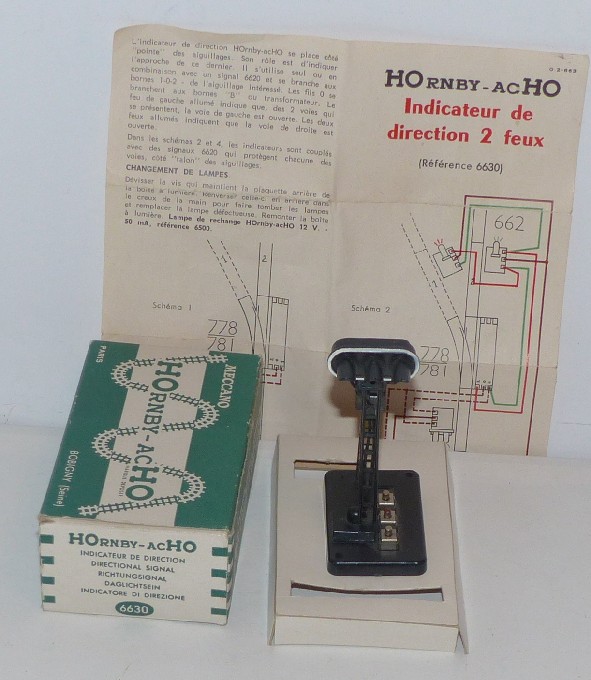 L'indicateur de direction HOrnby-acHO se place côté
"pointe" des aiguillages. Son rôle est d'indiquer
l'approche de ce dernier. Il s'utilise seul ou en
combinaison avec un signal 6620 et se branche aux
bornes 1-0-2 - de l'aiguillage intéressé Les fils 0 se
branchent aux bornes "B" du transformateur. Le
feu de gauche allumé indique que, des 2 voies qui
se présentent, la voie de gauche est ouverte. Les deux
feux allumés indiquent que la voie de droite est
ouverte.
Dans les schémas 2 et 4, les indicateurs sont couplés
avec des signaux 6620 qui protègent chacune des
voies, côté "talon" des aiguillages.
CHANGEMENT DE LAMPES
Dévisser la vis qui maintient la plaquette arrière de
la boîte à lumière. Renverser celle-ci en arrière dans
le creux de la main pour faire tomber les lampes
et remplacer la lampe défectueuse. Remonter la boîte
à lumière. Lampe de rechange HOrnby-acHO 12 V. -
50 mA, référence 6503.
HORNBY-ACHO
Indicateur de
direction 2 feux
(Référence 6630)
662
2
Schéma 1
778
781
Schéma 2
778
781
PARIS
MECCANO
HORNBY-ACHO
BOBIGNY (Seine)
HORNBY-ACHO
INDICATEUR DE DIRECTION
DIRECTIONAL SIGNAL
RICHTUNGSIGNAL
DAGLICHTSEIN
INDICATORE DI DIREZIONE
6630